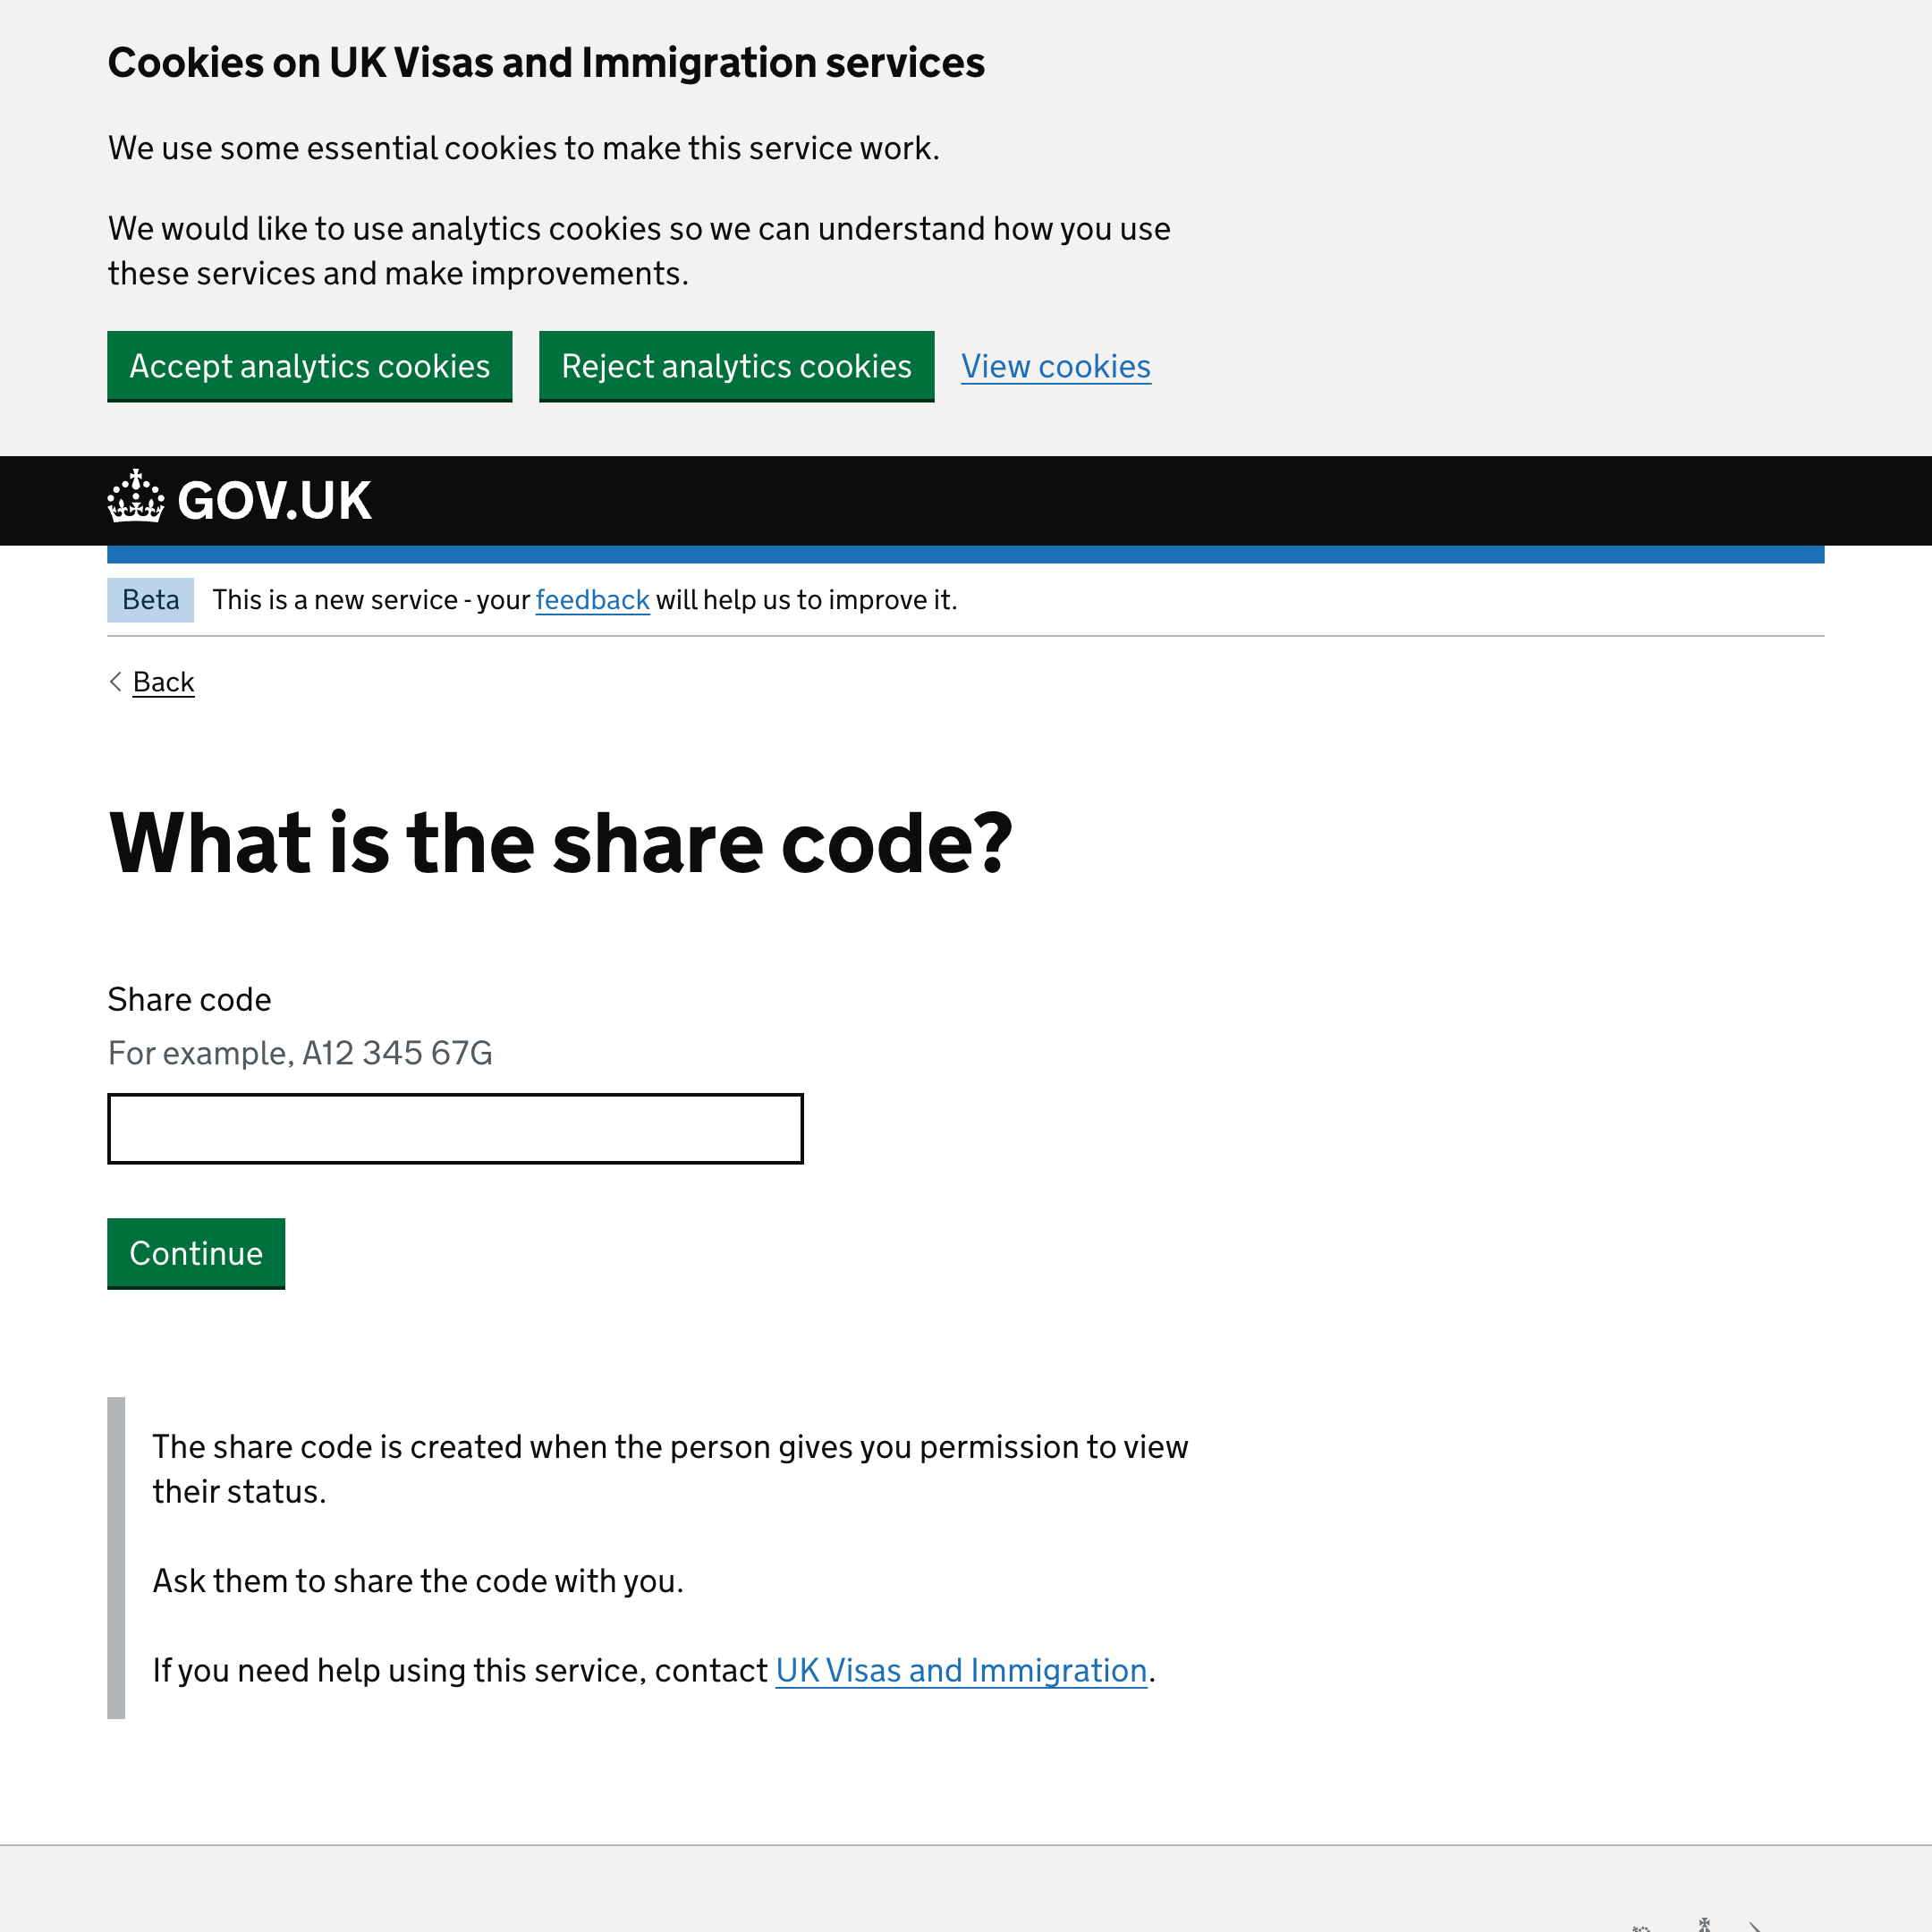 Cookies on UK Visas and Immigration services
We use some essential cookies to make this service work.
We would like to use analytics cookies so we can understand how you use
these services and make improvements.
Accept analytics cookies
Reject analytics cookies
View cookies
GOV.UK
Beta
This is a new service - your feedback will help us to improve it.
Back
What is the share code?
Share code
For example, A12 345 67G
Continue
The share code is created when the person gives you permission to view
their status.
Ask them to share the code with you.
If you need help using this service, contact UK Visas and Immigration.